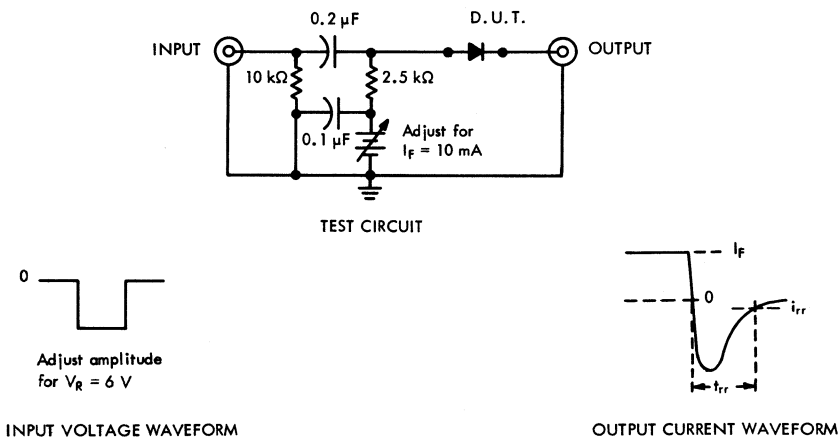 0.2 µF
D.U.T.
INPUT
OUTPUT
10 kΩ
2.5 kΩ
0.1 µF
Adjust for
I_F = 10 mA
TEST CIRCUIT
0
Adjust amplitude
for V_R = 6 V
INPUT VOLTAGE WAVEFORM
I_F
0
i_rr
t_rr
OUTPUT CURRENT WAVEFORM